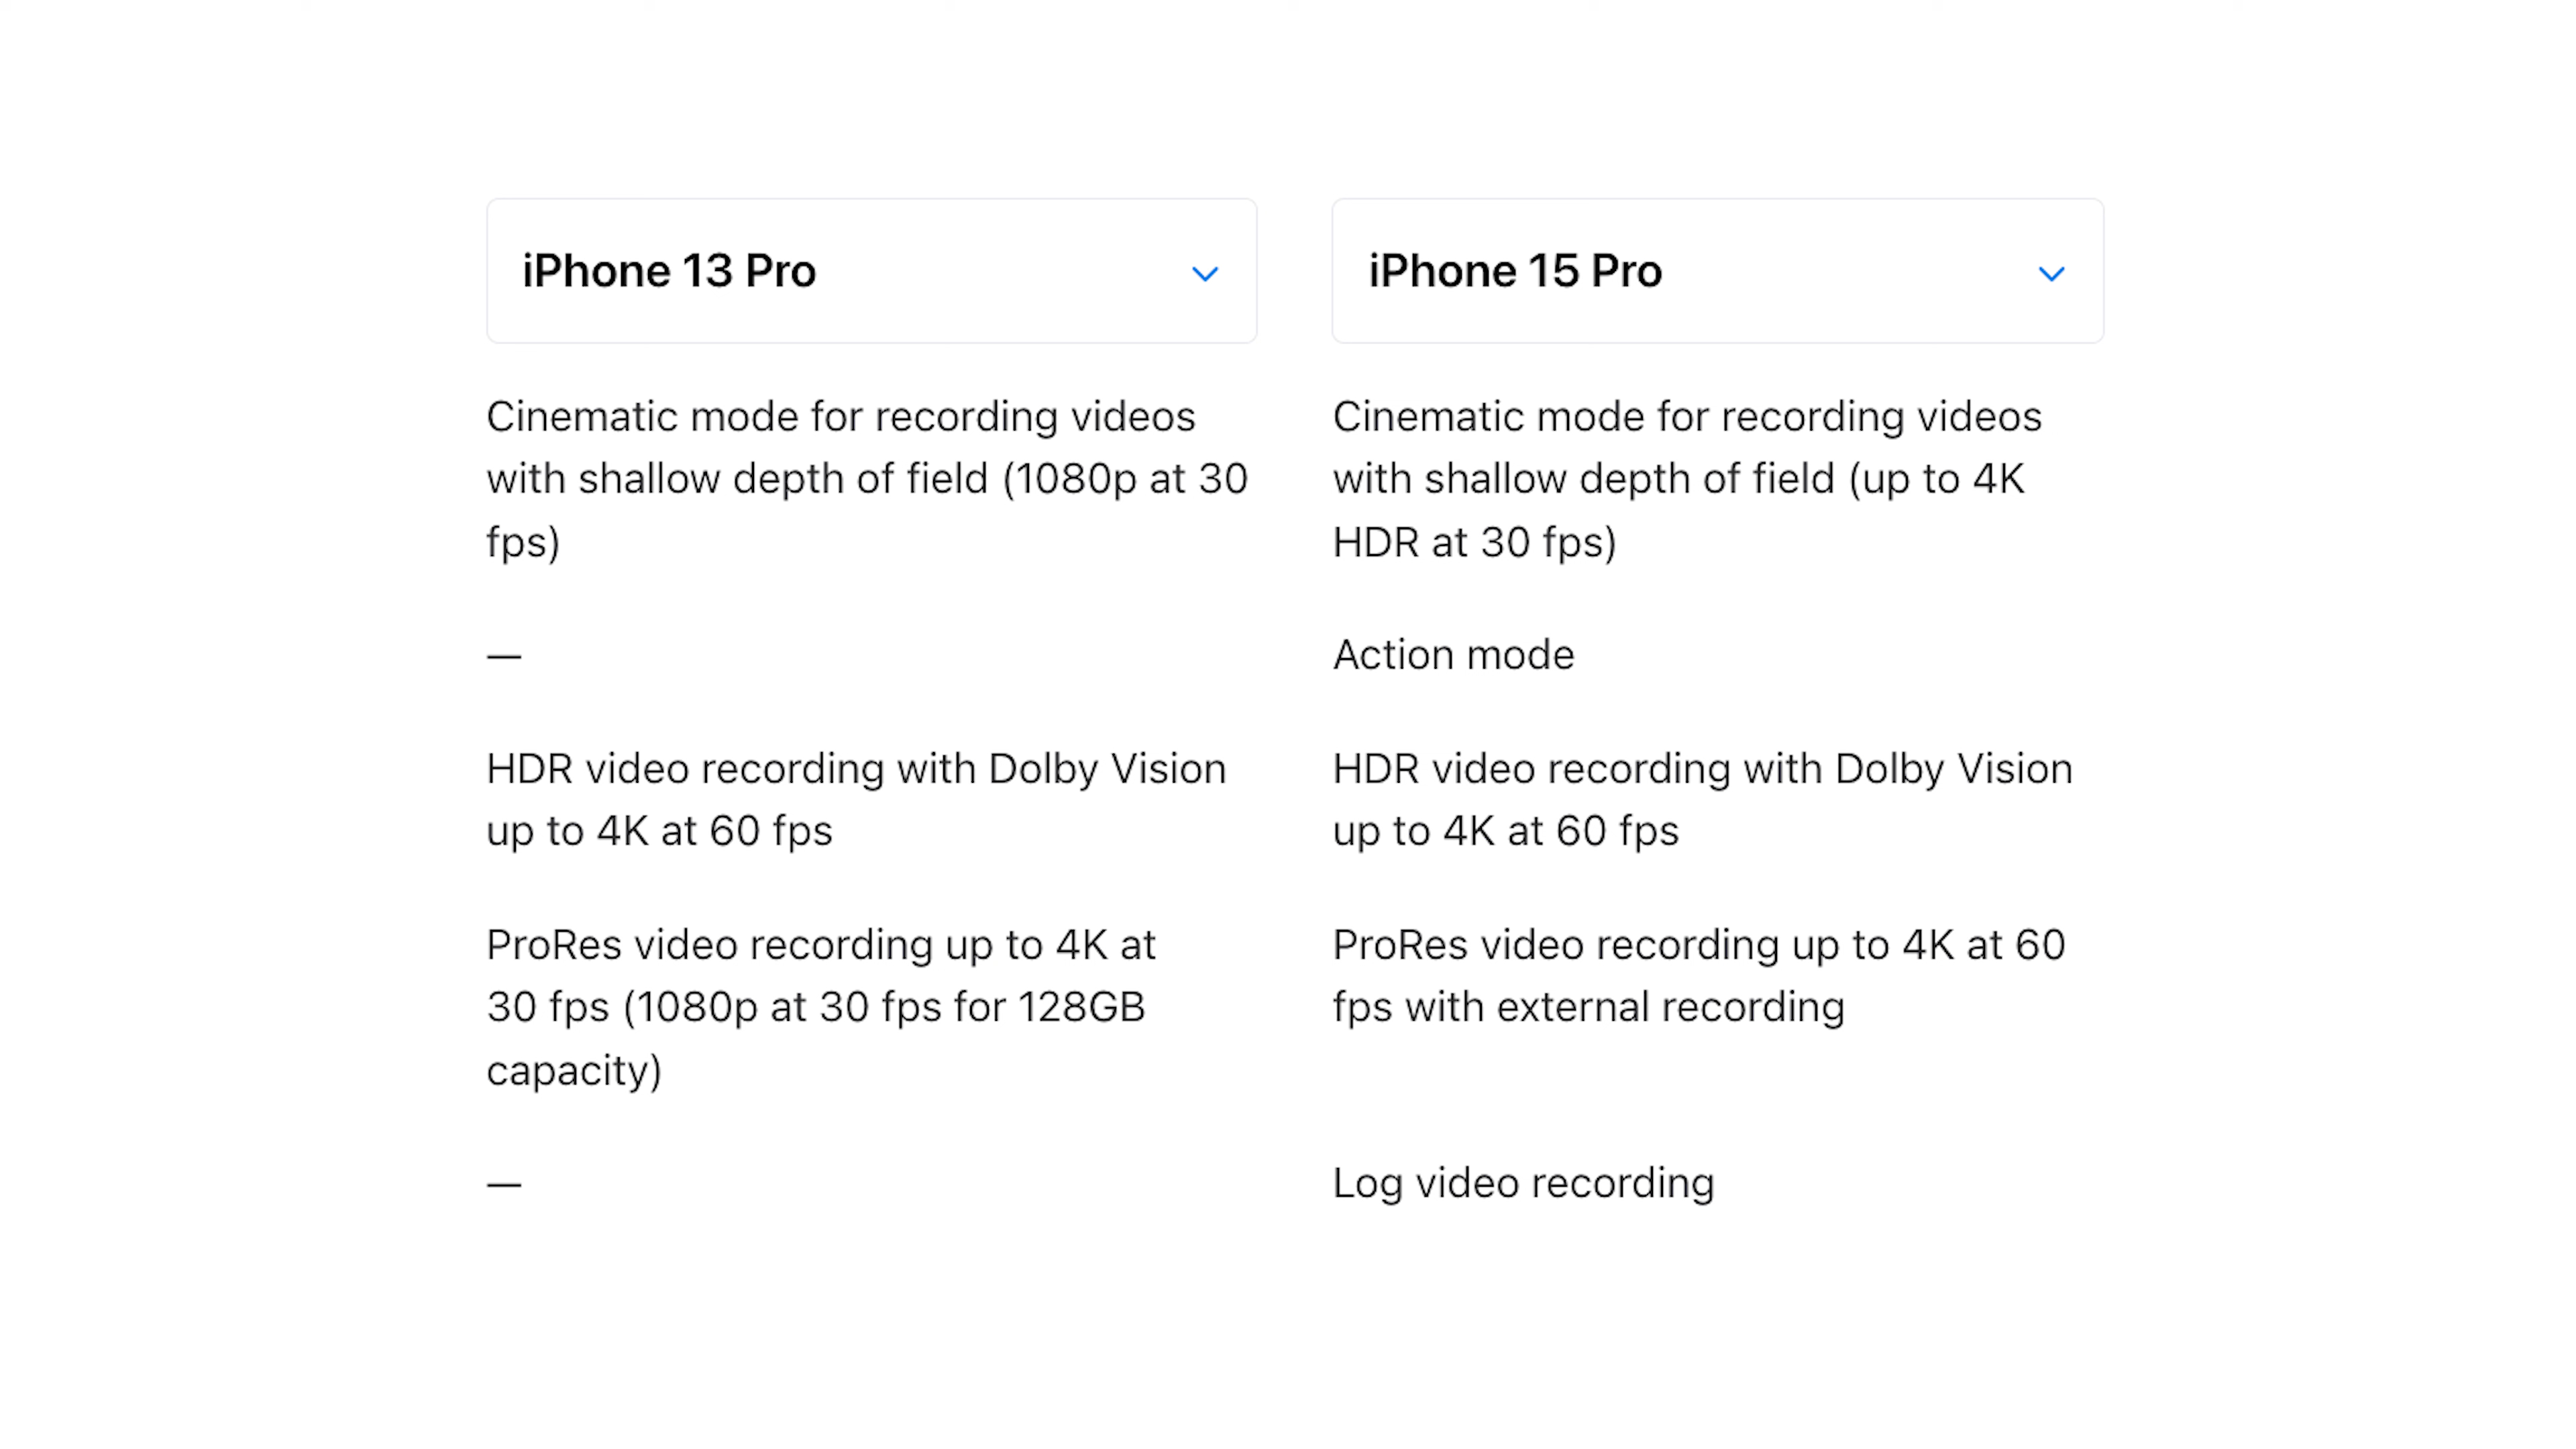 iPhone 13 Pro
iPhone 15 Pro
Cinematic mode for recording videos
with shallow depth of field (1080p at 30
fps)
Cinematic mode for recording videos
with shallow depth of field (up to 4K
HDR at 30 fps)
—
Action mode
HDR video recording with Dolby Vision
up to 4K at 60 fps
HDR video recording with Dolby Vision
up to 4K at 60 fps
ProRes video recording up to 4K at
30 fps (1080p at 30 fps for 128GB
capacity)
ProRes video recording up to 4K at 60
fps with external recording
—
Log video recording